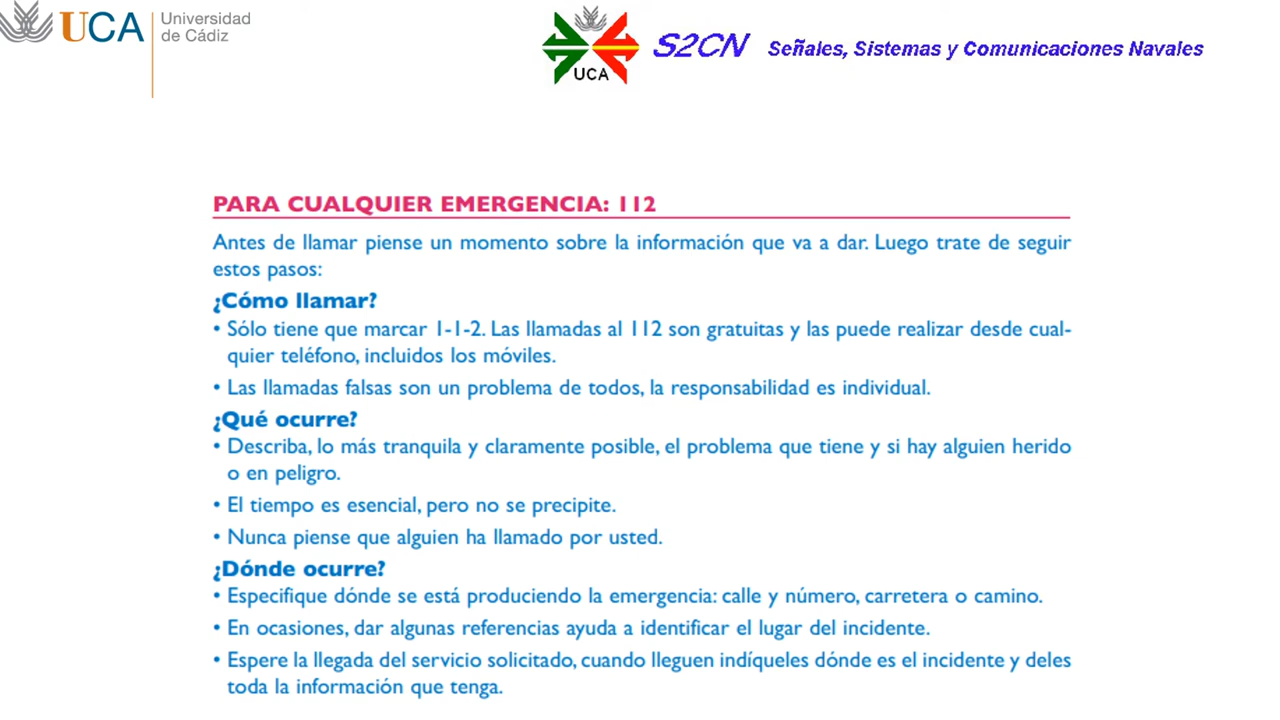 UCA Universidad
de Cádiz
UCA
S2CN Señales, Sistemas y Comunicaciones Navales
PARA CUALQUIER EMERGENCIA: 112
Antes de llamar piense un momento sobre la información que va a dar. Luego trate de seguir
estos pasos:
¿Cómo llamar?
• Sólo tiene que marcar 1-1-2. Las llamadas al 112 son gratuitas y las puede realizar desde cual-
quier teléfono, incluidos los móviles.
• Las llamadas falsas son un problema de todos, la responsabilidad es individual.
¿Qué ocurre?
• Describa, lo más tranquila y claramente posible, el problema que tiene y si hay alguien herido
o en peligro.
• El tiempo es esencial, pero no se precipite.
• Nunca piense que alguien ha llamado por usted.
¿Dónde ocurre?
• Especifique dónde se está produciendo la emergencia: calle y número, carretera o camino.
• En ocasiones, dar algunas referencias ayuda a identificar el lugar del incidente.
• Espere la llegada del servicio solicitado, cuando lleguen indíqueles dónde es el incidente y deles
toda la información que tenga.